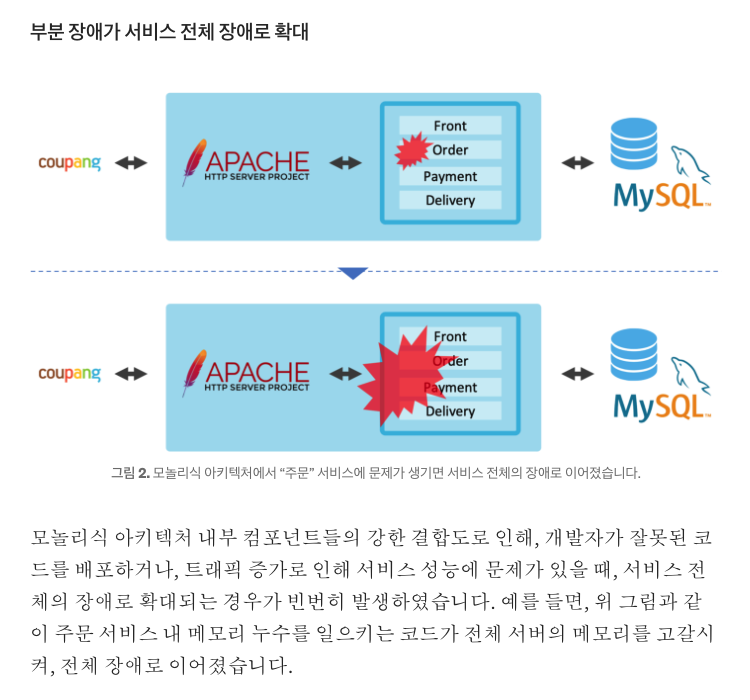 부분 장애가 서비스 전체 장애로 확대
coupang
APACHE
HTTP SERVER PROJECT
Front
Order
Payment
Delivery
MySQL™
coupang
APACHE
HTTP SERVER PROJECT
Front
Order
Payment
Delivery
MySQL™
그림 2. 모놀리식 아키텍처에서 “주문” 서비스에 문제가 생기면 서비스 전체의 장애로 이어졌습니다.
모놀리식 아키텍처 내부 컴포넌트들의 강한 결합도로 인해, 개발자가 잘못된 코
드를 배포하거나, 트래픽 증가로 인해 서비스 성능에 문제가 있을 때, 서비스 전
체의 장애로 확대되는 경우가 빈번히 발생하였습니다. 예를 들면, 위 그림과 같
이 주문 서비스 내 메모리 누수를 일으키는 코드가 전체 서버의 메모리를 고갈시
켜, 전체 장애로 이어졌습니다.